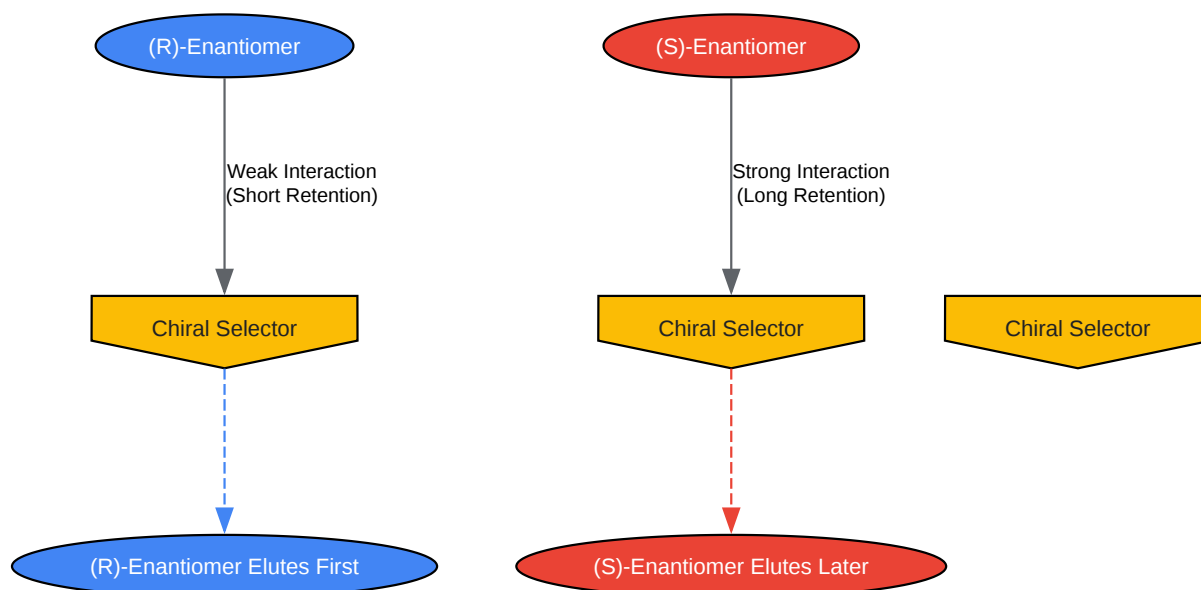 (R)-Enantiomer
(S)-Enantiomer
Weak Interaction
(Short Retention)
Strong Interaction
(Long Retention)
Chiral Selector
Chiral Selector
Chiral Selector
(R)-Enantiomer Elutes First
(S)-Enantiomer Elutes Later